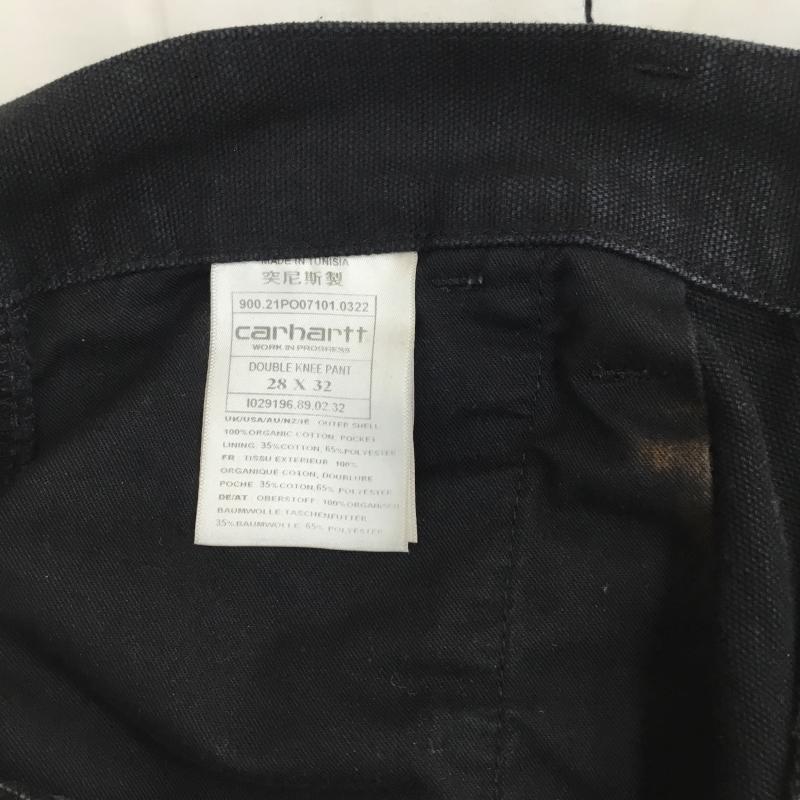 MADE IN TUNISIA
突尼斯製
900.21PO07101.0322
carhartt
WORK IN PROGRESS
DOUBLE KNEE PANT
28 X 32
I029196.89.02.32
UK/USA/AU/NZ/IE OUTER SHELL
100%ORGANIC COTTON, POCKET
LINING: 35%COTTON, 65%POLYESTER
FR: TISSU EXTERIEUR 100%
ORGANIQUE COTON, DOUBLURE
POCHE 35%COTON,65% POLYESTER
DE/AT: OBERSTOFF: 100%ORGANISCH
BAUMWOLLE;TASCHENFUTTER
35%BAUMWOLLE 65% POLYESTER